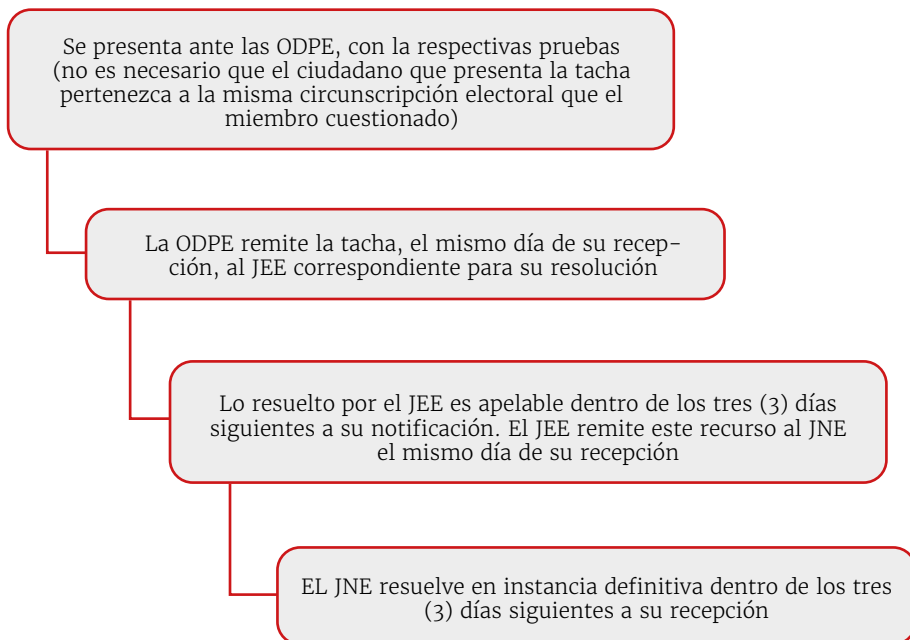 Se presenta ante las ODPE, con la respectivas pruebas
(no es necesario que el ciudadano que presenta la tacha
pertenezca a la misma circunscripción electoral que el
miembro cuestionado)
La ODPE remite la tacha, el mismo día de su recep-
ción, al JEE correspondiente para su resolución
Lo resuelto por el JEE es apelable dentro de los tres (3) días
siguientes a su notificación. El JEE remite este recurso al JNE
el mismo día de su recepción
EL JNE resuelve en instancia definitiva dentro de los tres
(3) días siguientes a su recepción